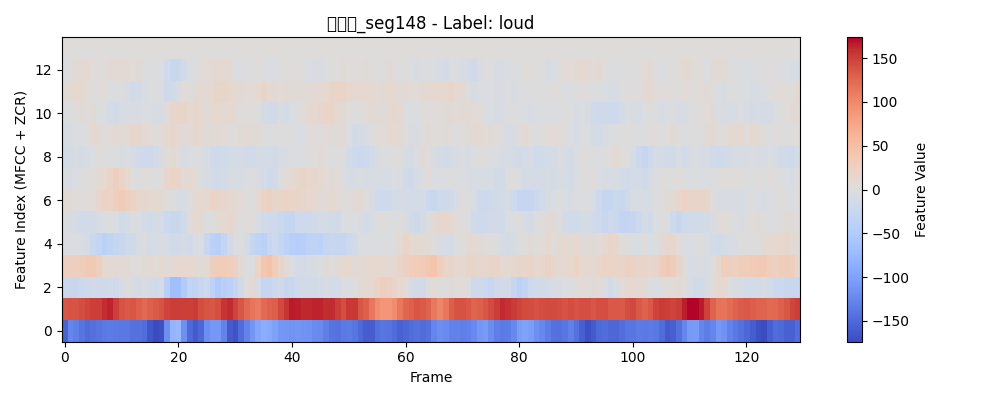 _seg148 - Label: loud
Feature Index (MFCC + ZCR)
12
10
8
6
4
2
0
0 20 40 60 80 100 120
Frame
150
100
50
0
−50
−100
−150
Feature Value